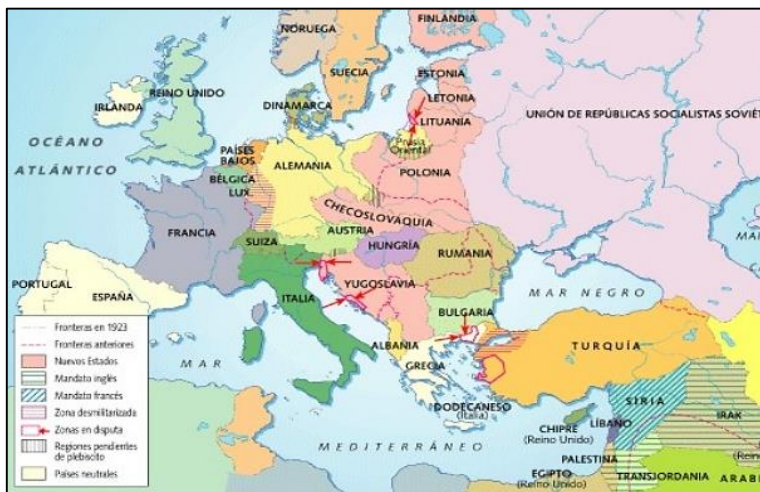 NORUEGA
FINLANDIA
SUECIA
ESTONIA
LETONIA
LITUANIA
Prusia
Oriental
UNIÓN DE REPÚBLICAS SOCIALISTAS SOVIÉT
IRLANDA
REINO UNIDO
DINAMARCA
OCÉANO
ATLÁNTICO
PAÍSES
BAJOS
BÉLGICA
LUX
ALEMANIA
POLONIA
CHECOSLOVAQUIA
FRANCIA
SUIZA
AUSTRIA
HUNGRÍA
RUMANIA
PORTUGAL
ESPAÑA
ITALIA
YUGOSLAVIA
BULGARIA
MAR NEGRO
MAR
ALBANIA
GRECIA
TURQUÍA
DODECANESO
(Italia)
CHIPRE
(Reino Unido)
SIRIA
LÍBANO
IRAK
(Rein
PALESTINA
TRANSJORDANIA
ARABI
EGIPTO
(Reino Unido)
MEDITERRÁNEO
Fronteras en 1923
Fronteras anteriores
Nuevos Estados
Mandato inglés
Mandato francés
Zona desmilitarizada
Zonas en disputa
Regiones pendientes
de plebiscito
Países neutrales